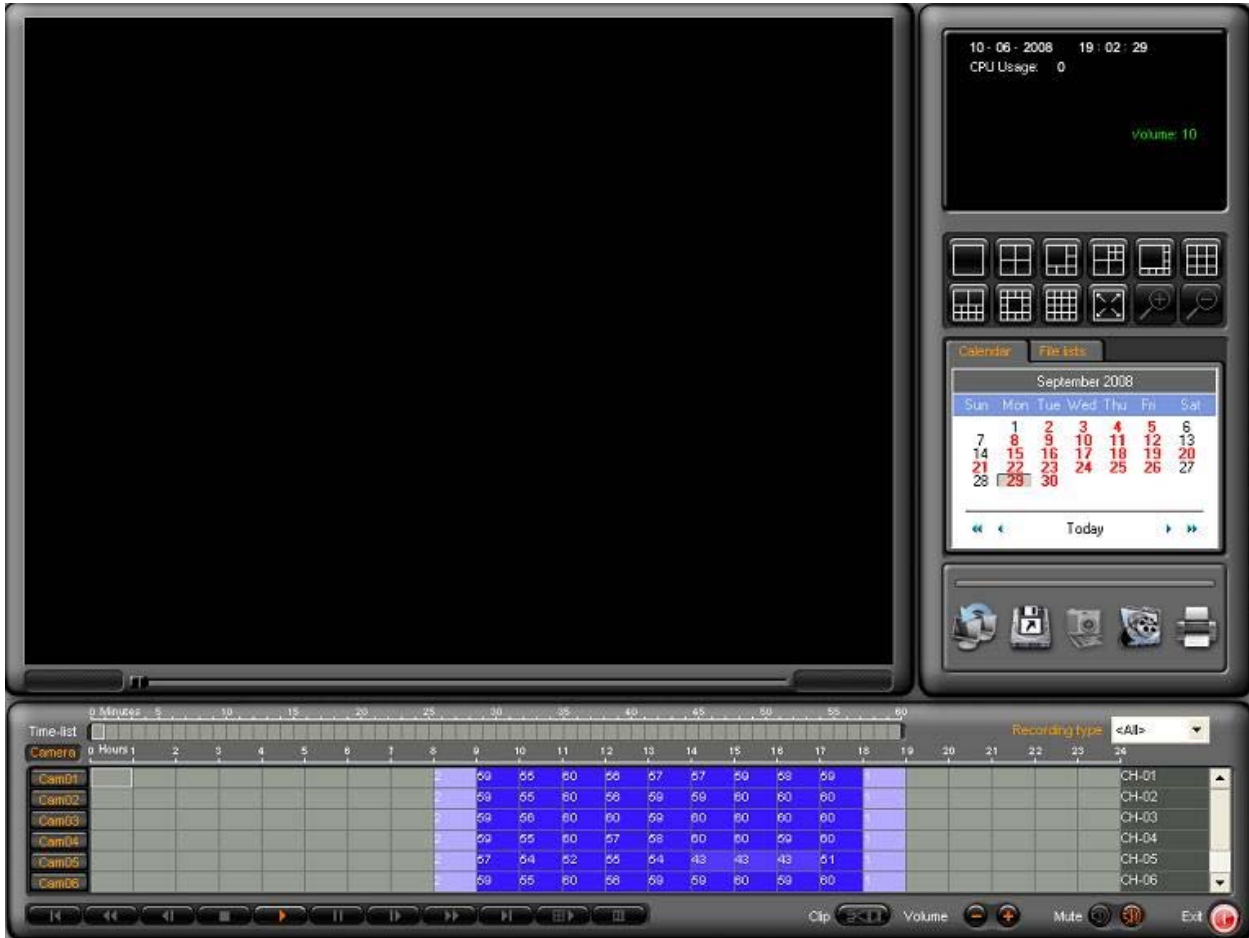 10 - 06 - 2008 19 : 02 : 29
CPU Usage: 0
Volume: 10
Calendar File lists
September 2008
Sun Mon Tue Wed Thu Fri Sat
1 2 3 4 5 6
7 8 9 10 11 12 13
14 15 16 17 18 19 20
21 22 23 24 25 26 27
28 29 30
Today
0 Minutes 5 10 15 20 25 30 35 40 45 50 55 60
Time-list
Recording type <All>
Camera 0 Hours 1 2 3 4 5 6 7 8 9 10 11 12 13 14 15 16 17 18 19 20 21 22 23 24
Cam01 2 59 55 60 56 57 57 59 58 59 1 CH-01
Cam02 2 59 55 60 56 59 59 60 60 60 1 CH-02
Cam03 2 59 56 60 60 59 60 60 60 60 1 CH-03
Cam04 2 59 55 60 57 58 60 60 59 60 1 CH-04
Cam05 2 57 54 52 55 54 43 43 43 51 1 CH-05
Cam06 2 59 55 60 56 59 59 60 59 60 1 CH-06
Clip Volume Mute Exit